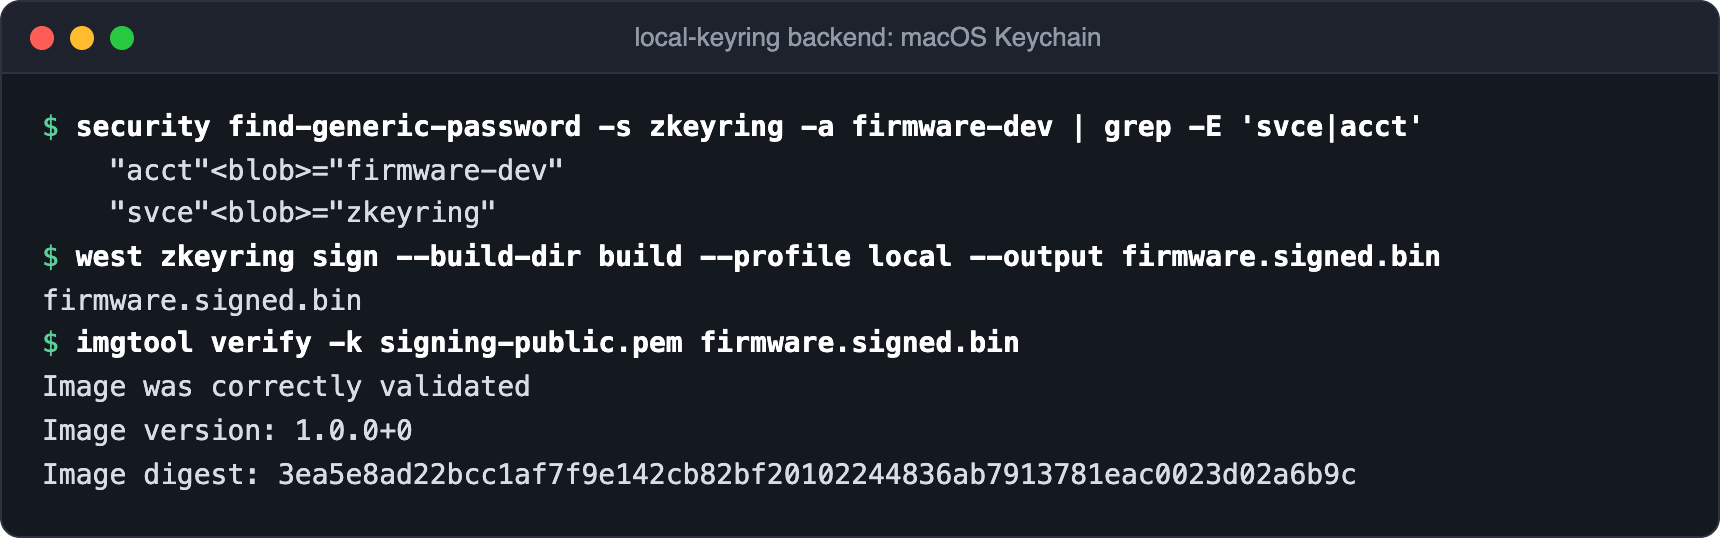 local-keyring backend: macOS Keychain
$ security find-generic-password -s zkeyring -a firmware-dev | grep -E 'svce|acct'
    "acct"<blob>="firmware-dev"
    "svce"<blob>="zkeyring"
$ west zkeyring sign --build-dir build --profile local --output firmware.signed.bin
firmware.signed.bin
$ imgtool verify -k signing-public.pem firmware.signed.bin
Image was correctly validated
Image version: 1.0.0+0
Image digest: 3ea5e8ad22bcc1af7f9e142cb82bf20102244836ab7913781eac0023d02a6b9c